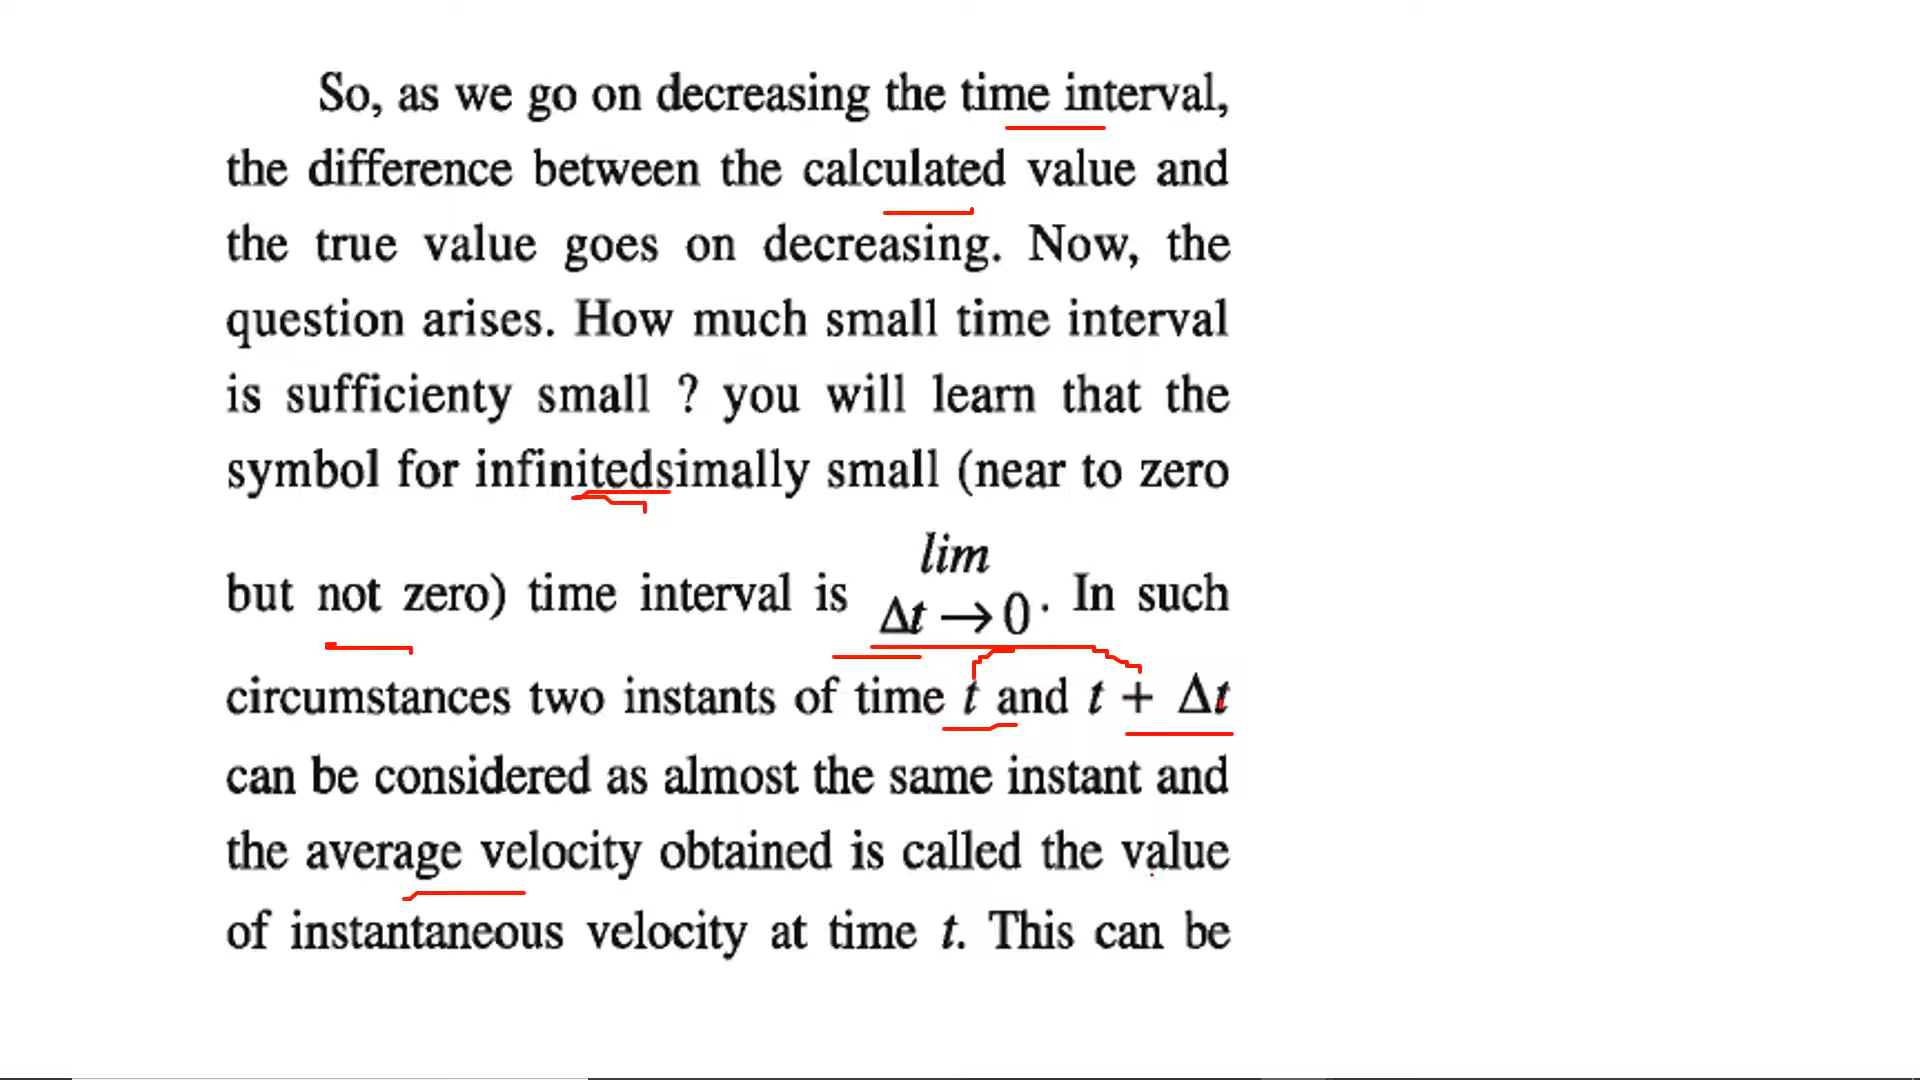 So, as we go on decreasing the time interval,
the difference between the calculated value and
the true value goes on decreasing. Now, the
question arises. How much small time interval
is sufficienty small ? you will learn that the
symbol for infinitedsimally small (near to zero
but not zero) time interval is lim Δt → 0. In such
circumstances two instants of time t and t + Δt
can be considered as almost the same instant and
the average velocity obtained is called the value
of instantaneous velocity at time t. This can be